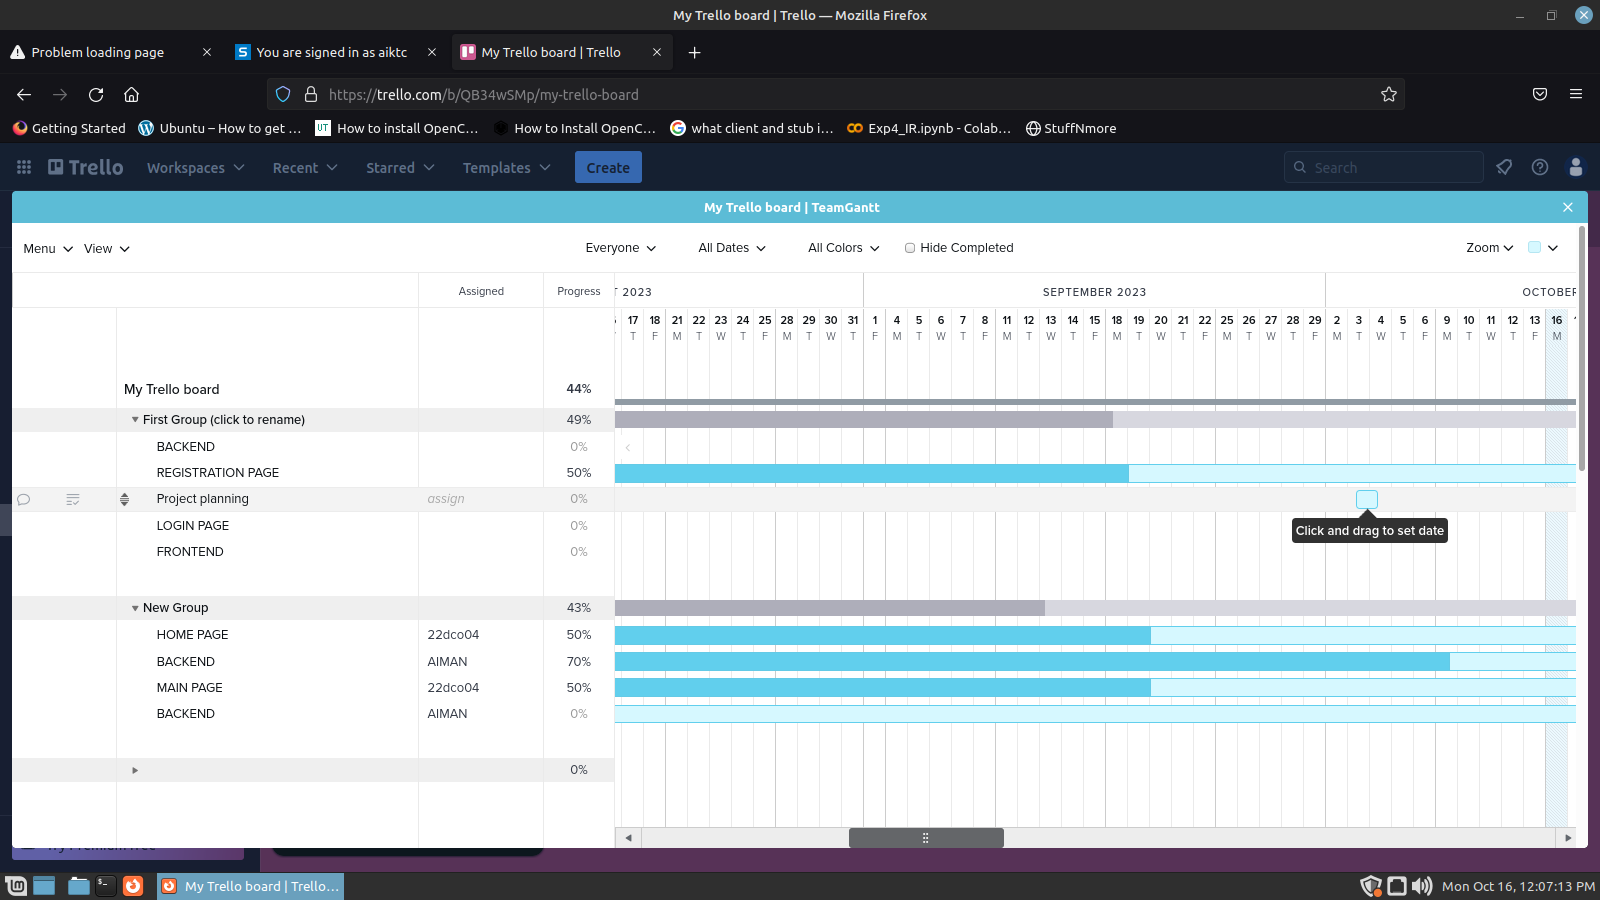 My Trello board | Trello — Mozilla Firefox
Problem loading page
You are signed in as aiktc
My Trello board | Trello
https://trello.com/b/QB34wSMp/my-trello-board
Getting Started
Ubuntu – How to get ...
How to install OpenC...
How to Install OpenC...
what client and stub i...
Exp4_IR.ipynb - Colab...
StuffNmore
Trello
Workspaces
Recent
Starred
Templates
Create
Search
My Trello board | TeamGantt
Menu
View
Everyone
All Dates
All Colors
Hide Completed
Zoom
Assigned
Progress
T 2023
SEPTEMBER 2023
OCTOBER
17 18 21 22 23 24 25 28 29 30 31 1 4 5 6 7 8 11 12 13 14 15 18 19 20 21 22 25 26 27 28 29 2 3 4 5 6 9 10 11 12 13 16
T F M T W T F M T W T F M T W T F M T W T F M T W T F M T W T F M T W T F M T W T F M
My Trello board 44%
First Group (click to rename) 49%
BACKEND 0%
REGISTRATION PAGE 50%
Project planning assign 0%
LOGIN PAGE 0%
Click and drag to set date
FRONTEND 0%
New Group 43%
HOME PAGE 22dco04 50%
BACKEND AIMAN 70%
MAIN PAGE 22dco04 50%
BACKEND AIMAN 0%
0%
My Trello board | Trello...
Mon Oct 16, 12:07:13 PM